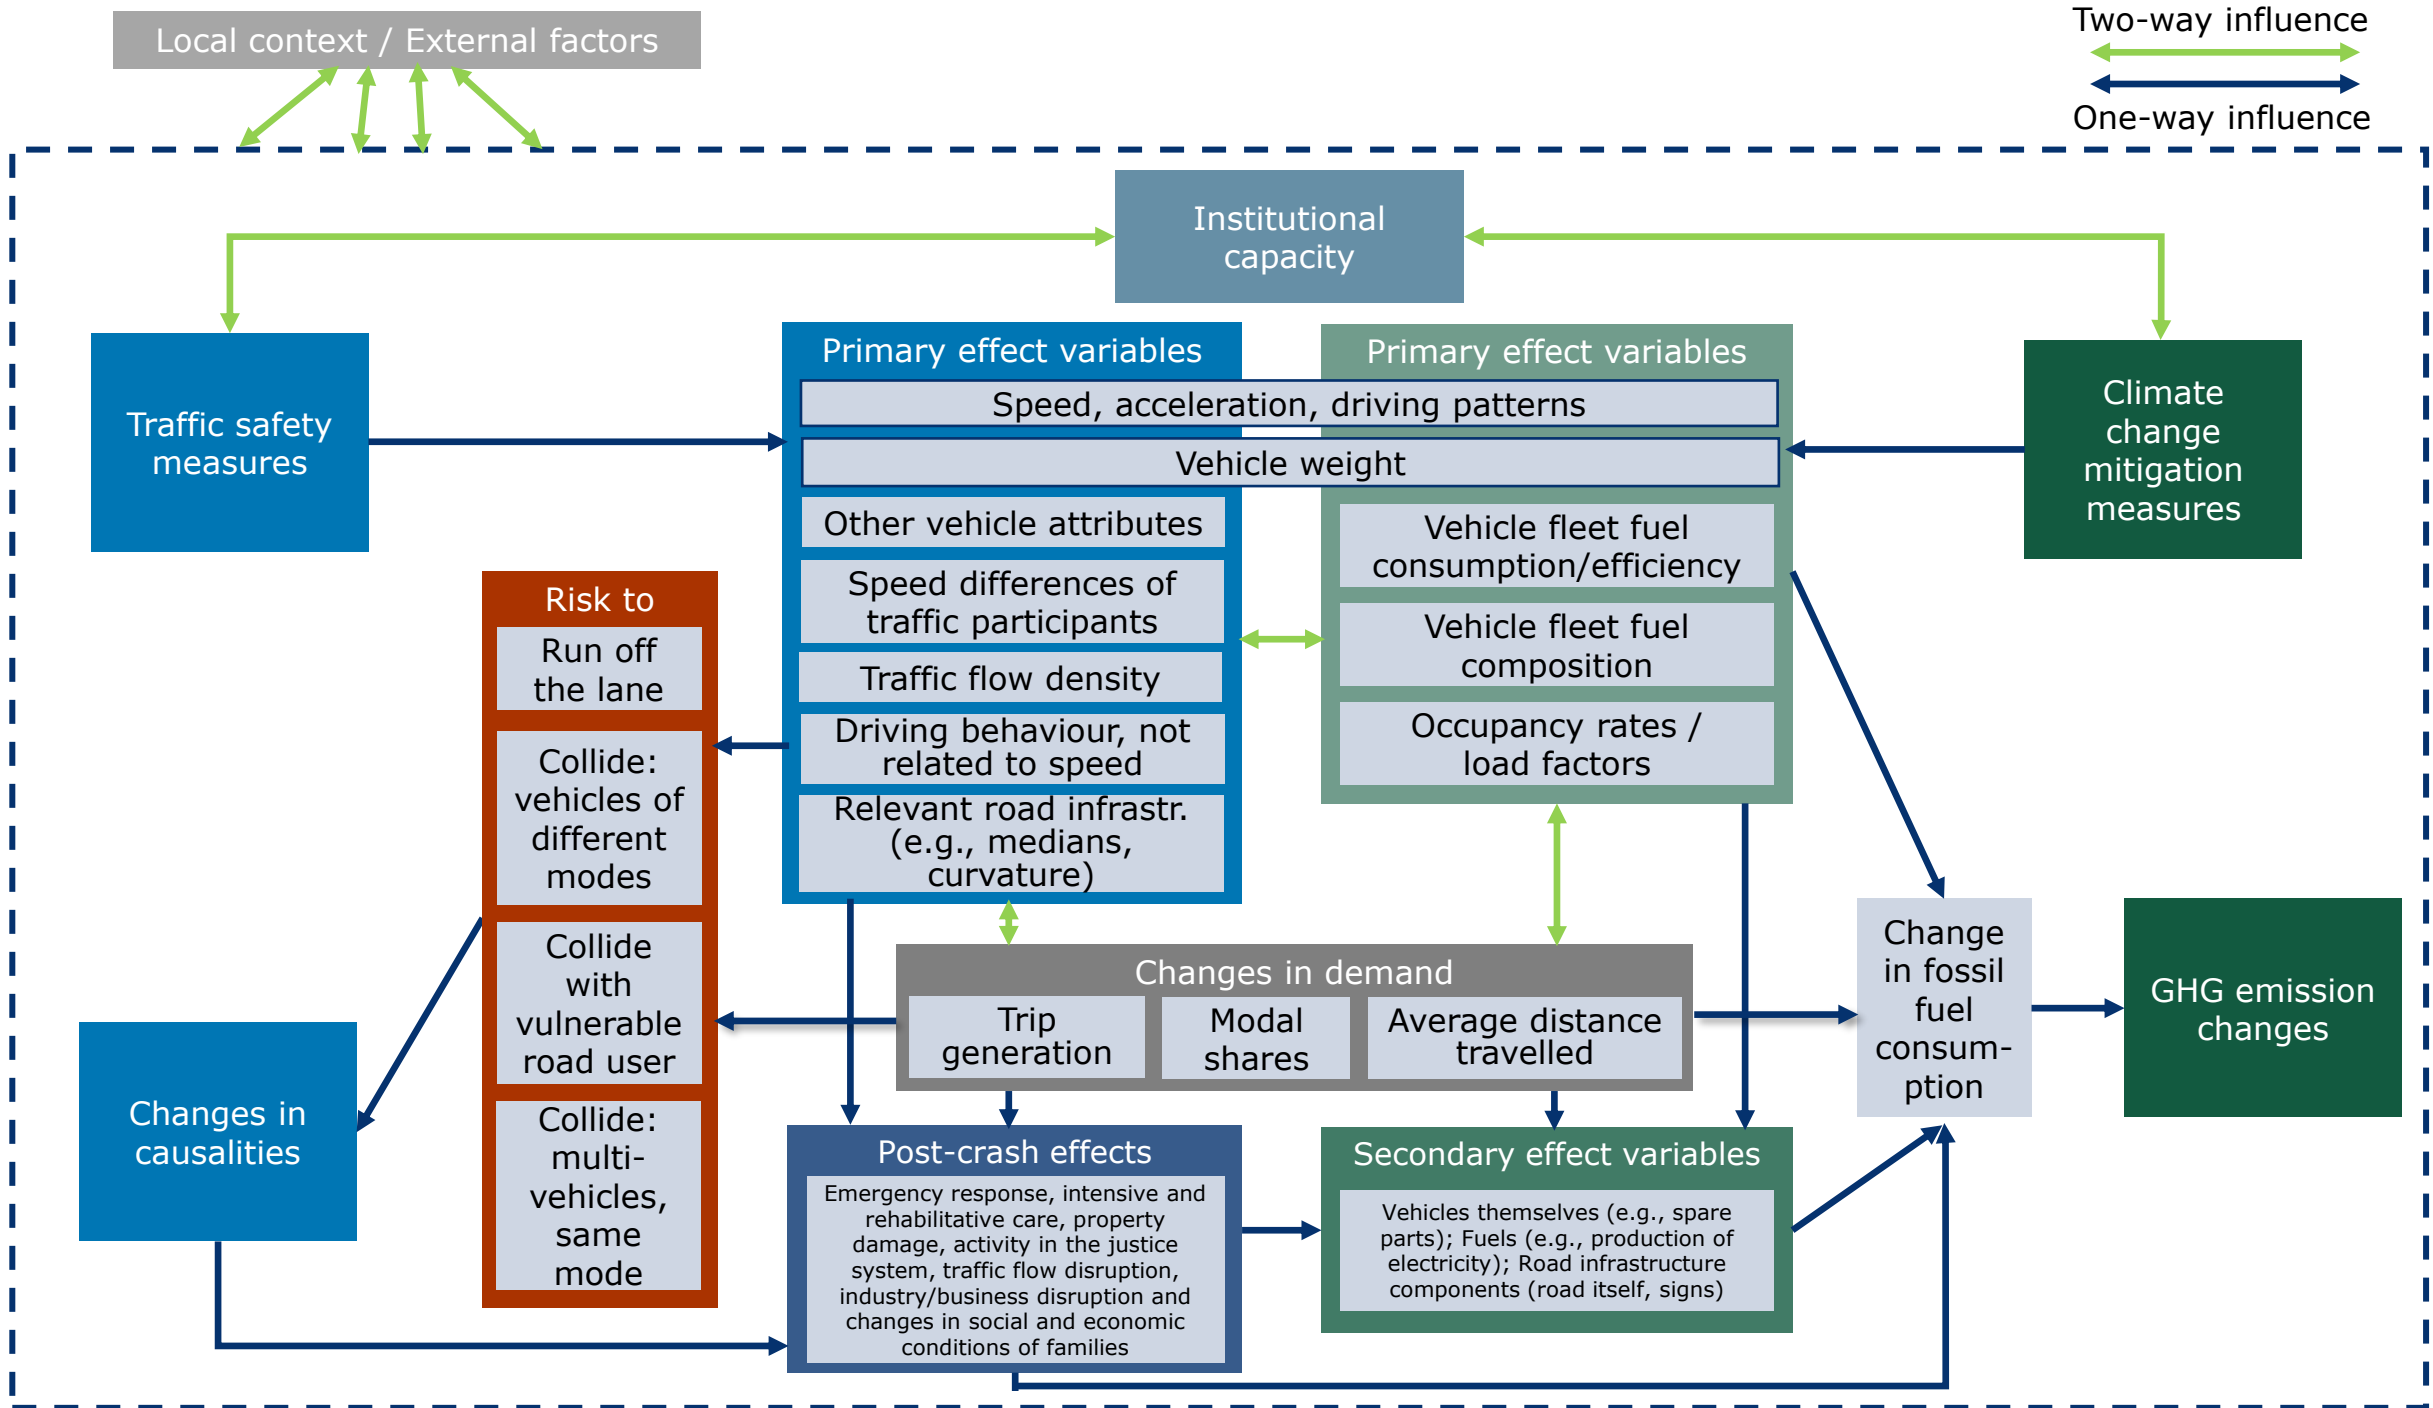 Local context / External factors
Two-way influence
One-way influence
Institutional
capacity
Traffic safety
measures
Primary effect variables
Primary effect variables
Speed, acceleration, driving patterns
Vehicle weight
Other vehicle attributes
Speed differences of
traffic participants
Traffic flow density
Driving behaviour, not
related to speed
Relevant road infrastr.
(e.g., medians,
curvature)
Vehicle fleet fuel
consumption/efficiency
Vehicle fleet fuel
composition
Occupancy rates /
load factors
Climate
change
mitigation
measures
Risk to
Run off
the lane
Collide:
vehicles of
different
modes
Collide
with
vulnerable
road user
Collide:
multi-
vehicles,
same
mode
Changes in demand
Trip
generation
Modal
shares
Average distance
travelled
Change
in fossil
fuel
consum-
ption
GHG emission
changes
Changes in
causalities
Post-crash effects
Emergency response, intensive and
rehabilitative care, property
damage, activity in the justice
system, traffic flow disruption,
industry/business disruption and
changes in social and economic
conditions of families
Secondary effect variables
Vehicles themselves (e.g., spare
parts); Fuels (e.g., production of
electricity); Road infrastructure
components (road itself, signs)